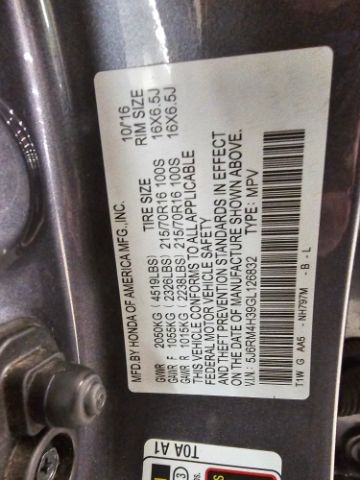 MFD.BY HONDA OF AMERICA MFG.,INC. 10/'16
TIRE SIZE RIM SIZE
GVWR 2050KG (4519LBS)
GAWR F 1055KG (2326LBS) 215/70R16 100S 16X6.5J
GAWR R 1015KG (2238LBS) 215/70R16 100S 16X6.5J
THIS VEHICLE CONFORMS TO ALL APPLICABLE
FEDERAL MOTOR VEHICLE SAFETY
AND THEFT PREVENTION STANDARDS IN EFFECT
ON THE DATE OF MANUFACTURE SHOWN ABOVE.
V.I.N: 5J6RM4H39GL126832 TYPE: MPV
T1W G AA5 - NH797M - B - L
TOA A1
3